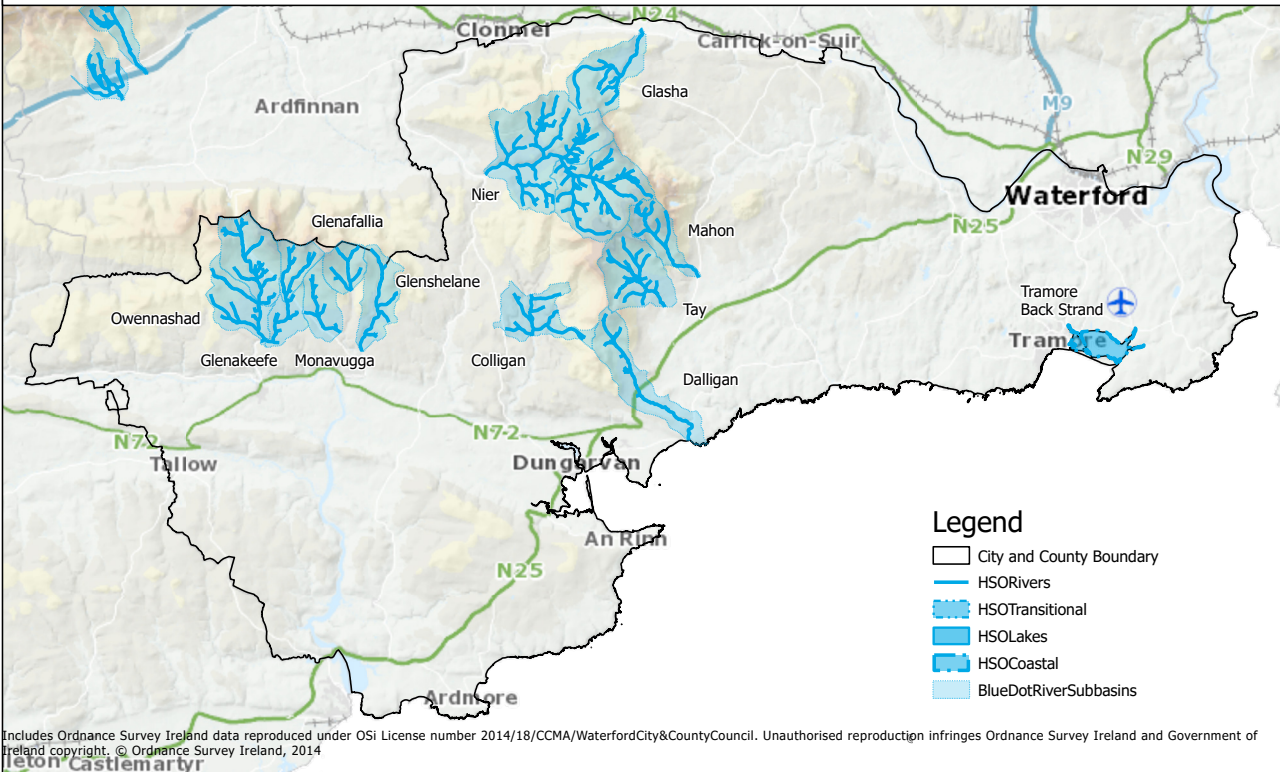 N24
Clonmel
Carrick-on-Suir
Glasha
Ardfinnan
M9
N29
Nier
Waterford
Glenafallia
Mahon
N25
Glenshelane
Tramore
Back Strand
Owennashad
Tay
Tramore
Glenakeefe
Monavugga
Colligan
Dalligan
N72
N72
Tallow
Dungarvan
An Rinn
N25
Ardmore
Legend
City and County Boundary
HSORivers
HSOTransitional
HSOLakes
HSOCoastal
BlueDotRiverSubbasins
Includes Ordnance Survey Ireland data reproduced under OSi License number 2014/18/CCMA/WaterfordCity&CountyCouncil. Unauthorised reproduction infringes Ordnance Survey Ireland and Government of
Ireland copyright. © Ordnance Survey Ireland, 2014
leton Castlemartyr